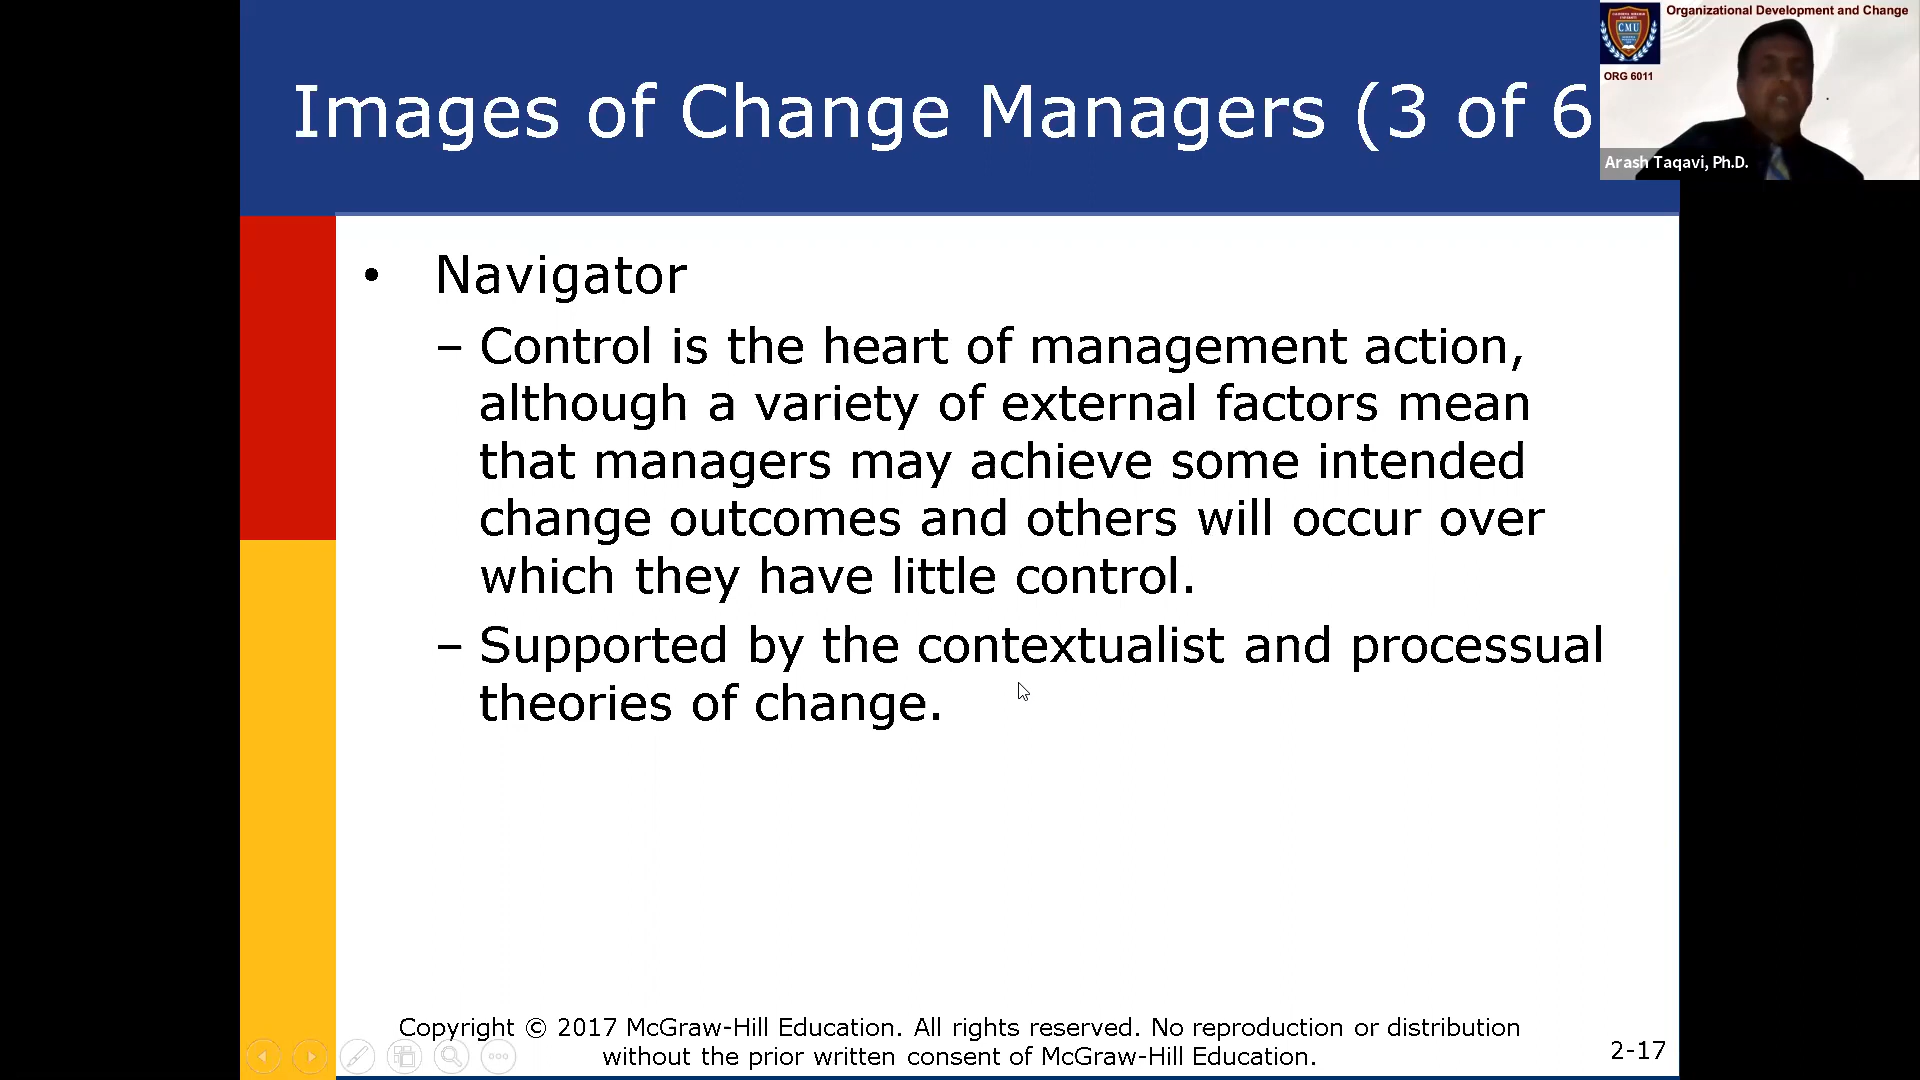 Images of Change Managers (3 of 6
Organizational Development and Change
CMU
ORG 6011
Arash Taqavi, Ph.D.
• Navigator
– Control is the heart of management action,
although a variety of external factors mean
that managers may achieve some intended
change outcomes and others will occur over
which they have little control.
– Supported by the contextualist and processual
theories of change.
Copyright © 2017 McGraw-Hill Education. All rights reserved. No reproduction or distribution
without the prior written consent of McGraw-Hill Education.
2-17